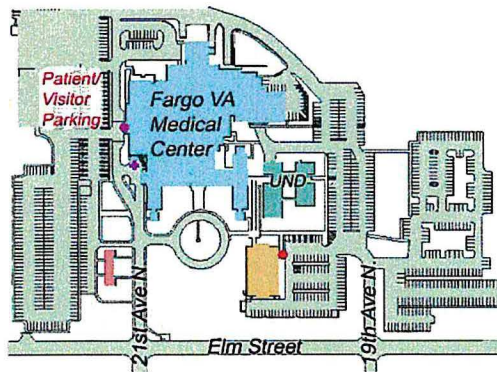 Patient/
Visitor
Parking
Fargo VA
Medical
Center
UND
21st Ave N
19th Ave N
Elm Street